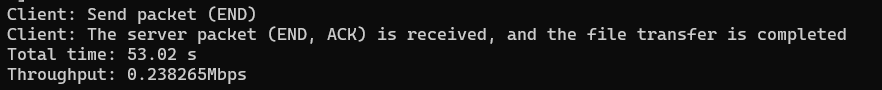 Client: Send packet (END)
Client: The server packet (END, ACK) is received, and the file transfer is completed
Total time: 53.02 s
Throughput: 0.238265Mbps